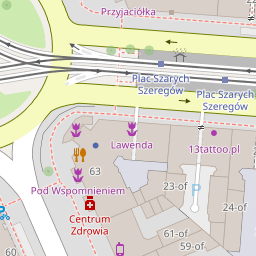 Przyjaciółka
Plac Szarych
Szeregów
Plac Szarych
Szeregów
Lawenda
13tattoo.pl
63
Pod Wspomnieniem
23-of
P
Centrum
Zdrowia
24-of
61-of
59-of